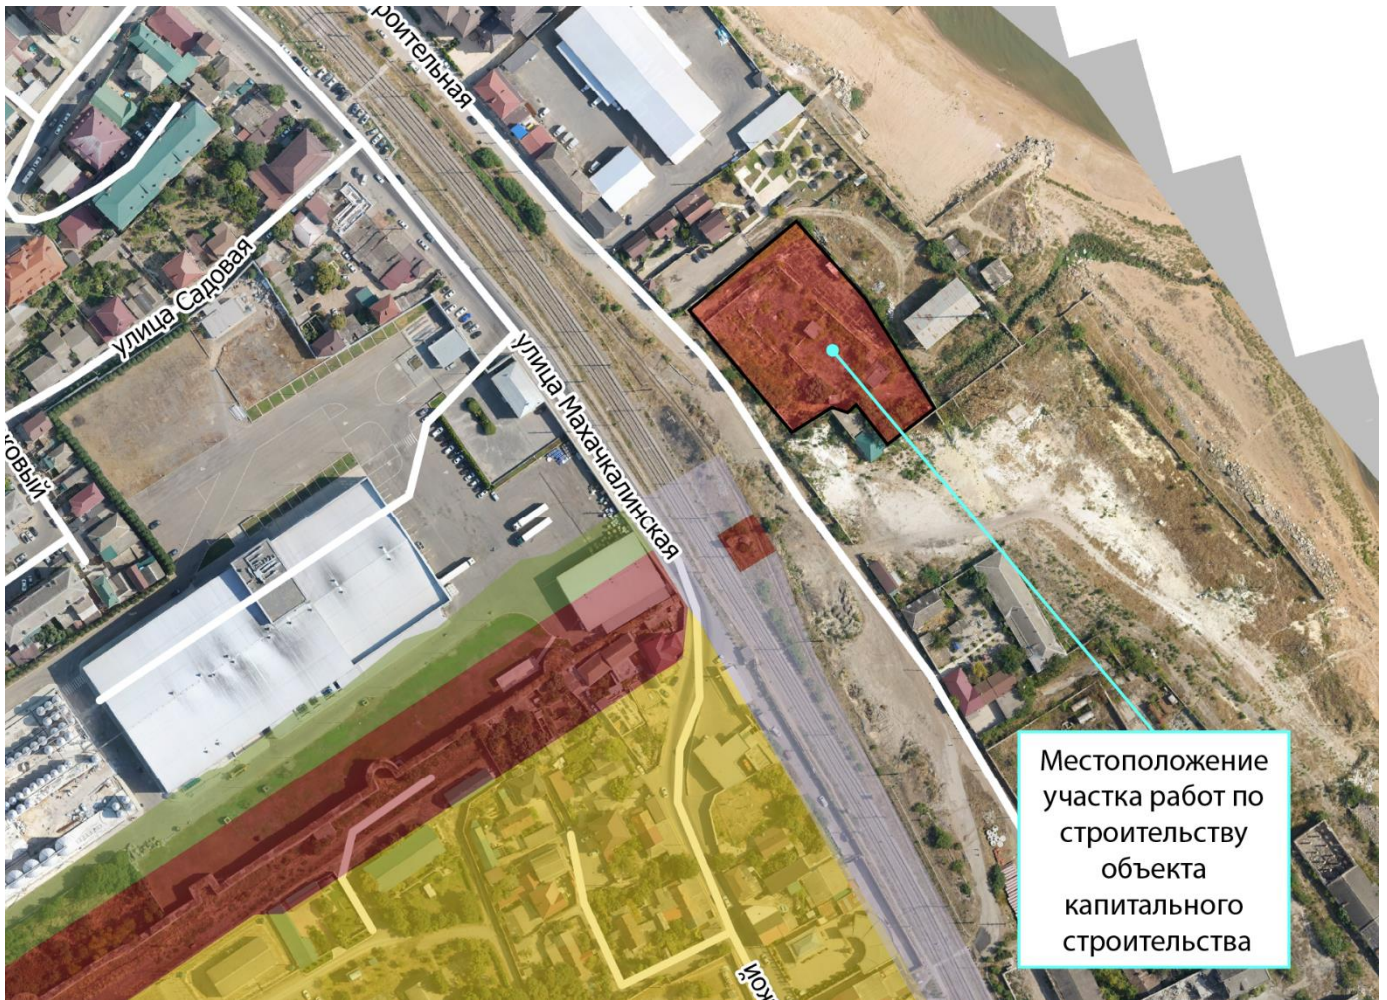 роительная
улица Садовая
улица Махачкалинская
ковый
кой
Местоположение
участка работ по
строительству
объекта
капитального
строительства